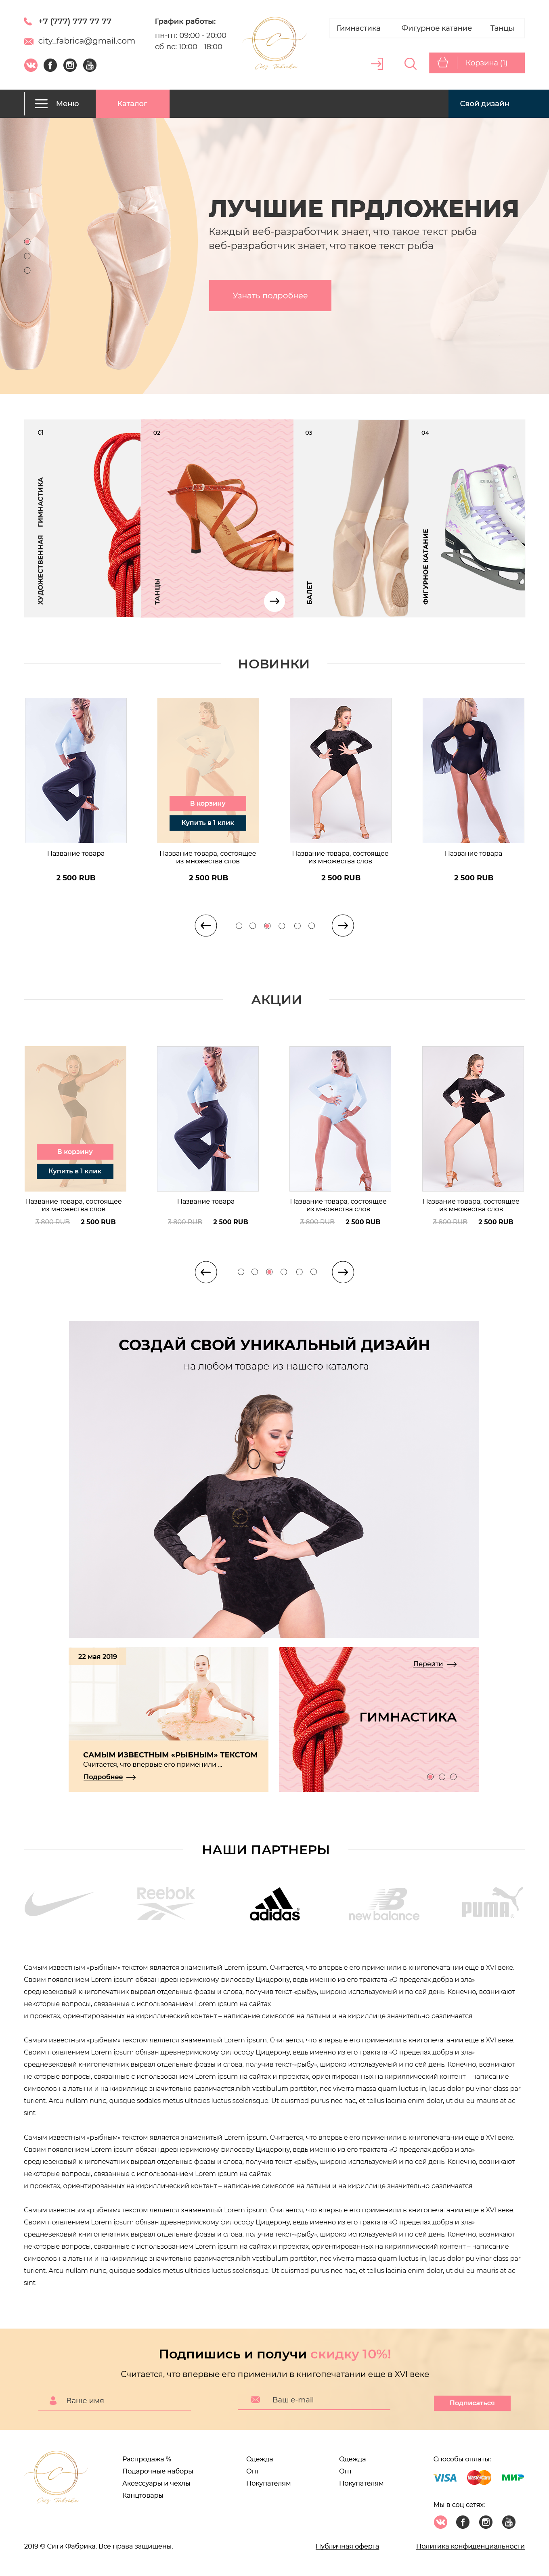 +7 (777) 777 77 77
city_fabrica@gmail.com
График работы:
пн-пт: 09:00 - 20:00
сб-вс: 10:00 - 18:00
City Fabrika
Гимнастика Фигурное катание Танцы
Корзина (1)
Меню Каталог Свой дизайн
ЛУЧШИЕ ПРДЛОЖЕНИЯ
Каждый веб-разработчик знает, что такое текст рыба
веб-разработчик знает, что такое текст рыба
Узнать подробнее
01
ХУДОЖЕСТВЕННАЯ ГИМНАСТИКА
02
ТАНЦЫ
03
БАЛЕТ
04
ФИГУРНОЕ КАТАНИЕ
НОВИНКИ
В корзину
Купить в 1 клик
Название товара
2 500 RUB
Название товара, состоящее
из множества слов
2 500 RUB
Название товара, состоящее
из множества слов
2 500 RUB
Название товара
2 500 RUB
АКЦИИ
В корзину
Купить в 1 клик
Название товара, состоящее
из множества слов
3 800 RUB 2 500 RUB
Название товара
3 800 RUB 2 500 RUB
Название товара, состоящее
из множества слов
3 800 RUB 2 500 RUB
Название товара, состоящее
из множества слов
3 800 RUB 2 500 RUB
СОЗДАЙ СВОЙ УНИКАЛЬНЫЙ ДИЗАЙН
на любом товаре из нашего каталога
22 мая 2019
САМЫМ ИЗВЕСТНЫМ «РЫБНЫМ» ТЕКСТОМ
Считается, что впервые его применили ...
Подробнее
Перейти
ГИМНАСТИКА
НАШИ ПАРТНЕРЫ
Reebok
adidas
new balance
PUMA
Самым известным «рыбным» текстом является знаменитый Lorem ipsum. Считается, что впервые его применили в книгопечатании еще в XVI веке.
Своим появлением Lorem ipsum обязан древнеримскому философу Цицерону, ведь именно из его трактата «О пределах добра и зла»
средневековый книгопечатник вырвал отдельные фразы и слова, получив текст-«рыбу», широко используемый и по сей день. Конечно, возникают
некоторые вопросы, связанные с использованием Lorem ipsum на сайтах
и проектах, ориентированных на кириллический контент – написание символов на латыни и на кириллице значительно различается.
Самым известным «рыбным» текстом является знаменитый Lorem ipsum. Считается, что впервые его применили в книгопечатании еще в XVI веке.
Своим появлением Lorem ipsum обязан древнеримскому философу Цицерону, ведь именно из его трактата «О пределах добра и зла»
средневековый книгопечатник вырвал отдельные фразы и слова, получив текст-«рыбу», широко используемый и по сей день. Конечно, возникают
некоторые вопросы, связанные с использованием Lorem ipsum на сайтах и проектах, ориентированных на кириллический контент – написание
символов на латыни и на кириллице значительно различается.nibh vestibulum porttitor, nec viverra massa quam luctus in, lacus dolor pulvinar class par-
turient. Arcu nullam nunc, quisque sodales metus ultricies luctus scelerisque. Ut euismod purus nec hac, et tellus lacinia enim dolor, ut dui eu mauris at ac
sint
Самым известным «рыбным» текстом является знаменитый Lorem ipsum. Считается, что впервые его применили в книгопечатании еще в XVI веке.
Своим появлением Lorem ipsum обязан древнеримскому философу Цицерону, ведь именно из его трактата «О пределах добра и зла»
средневековый книгопечатник вырвал отдельные фразы и слова, получив текст-«рыбу», широко используемый и по сей день. Конечно, возникают
некоторые вопросы, связанные с использованием Lorem ipsum на сайтах
и проектах, ориентированных на кириллический контент – написание символов на латыни и на кириллице значительно различается.
Самым известным «рыбным» текстом является знаменитый Lorem ipsum. Считается, что впервые его применили в книгопечатании еще в XVI веке.
Своим появлением Lorem ipsum обязан древнеримскому философу Цицерону, ведь именно из его трактата «О пределах добра и зла»
средневековый книгопечатник вырвал отдельные фразы и слова, получив текст-«рыбу», широко используемый и по сей день. Конечно, возникают
некоторые вопросы, связанные с использованием Lorem ipsum на сайтах и проектах, ориентированных на кириллический контент – написание
символов на латыни и на кириллице значительно различается.nibh vestibulum porttitor, nec viverra massa quam luctus in, lacus dolor pulvinar class par-
turient. Arcu nullam nunc, quisque sodales metus ultricies luctus scelerisque. Ut euismod purus nec hac, et tellus lacinia enim dolor, ut dui eu mauris at ac
sint
Подпишись и получи скидку 10%!
Считается, что впервые его применили в книгопечатании еще в XVI веке
Ваше имя
Ваш e-mail
Подписаться
City Fabrika
Распродажа %
Подарочные наборы
Аксессуары и чехлы
Канцтовары
Одежда
Опт
Покупателям
Одежда
Опт
Покупателям
Способы оплаты:
VISA MasterCard МИР
Мы в соц сетях:
2019 © Сити Фабрика. Все права защищены.
Публичная оферта
Политика конфиденциальности